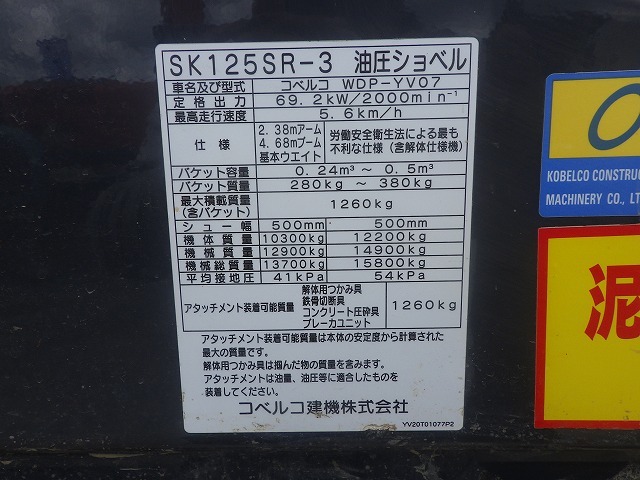 SK125SR-3 油圧ショベル
車名及び型式 コベルコ WDP-YV07
定格出力 69.2kW/2000min⁻¹
最高走行速度 5.6km/h
仕様 2.38mアーム 4.68mブーム 基本ウエイト 労働安全衛生法による最も不利な仕様(含解体仕様機)
バケット容量 0.24m³ ~ 0.5m³
バケット質量 280kg ~ 380kg
最大積載質量(含バケット) 1260kg
シュー幅 500mm 500mm
機体質量 10300kg 12200kg
機械質量 12900kg 14900kg
機械総質量 13700kg 15800kg
平均接地圧 41kPa 54kPa
アタッチメント装着可能質量 解体用つかみ具 鉄骨切断具 コンクリート圧砕具 ブレーカユニット 1260kg
アタッチメント装着可能質量は本体の安定度から計算された
最大の質量です。
解体用つかみ具は掴んだ物の質量を含みます。
アタッチメントは油量、油圧等に適合したものを
装着してください。
コベルコ建機株式会社
YV20T01077P2
KOBELCO CONSTRUC
MACHINERY CO., LT
泥